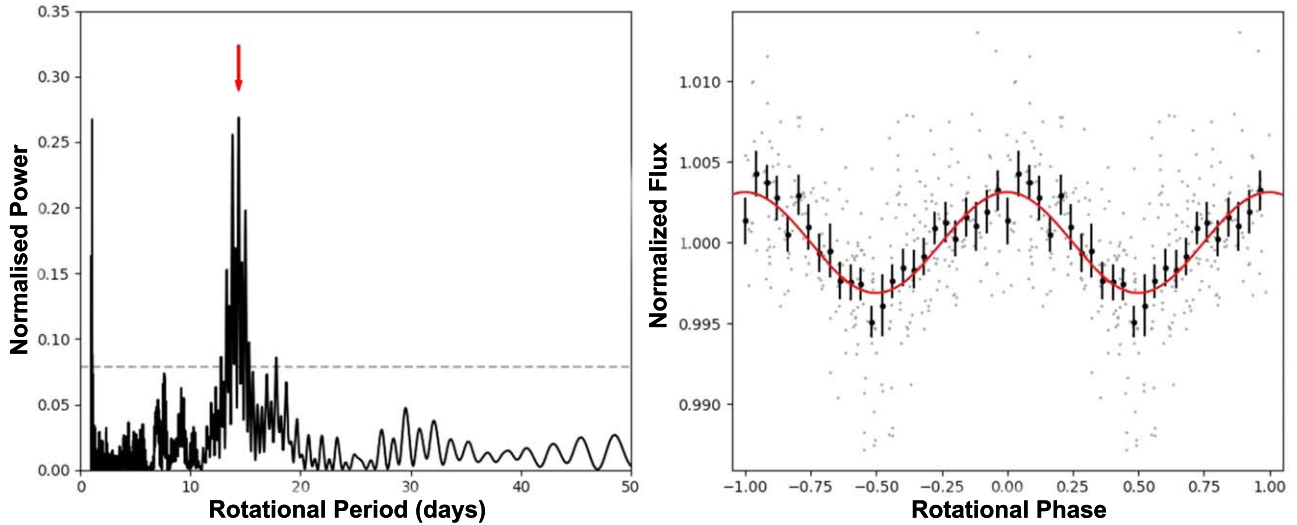 0.35
0.30
0.25
0.20
0.15
0.10
0.05
0.00
Normalised Power
0 10 20 30 40 50
Rotational Period (days)
1.010
1.005
1.000
0.995
0.990
Normalized Flux
−1.00 −0.75 −0.50 −0.25 0.00 0.25 0.50 0.75 1.00
Rotational Phase